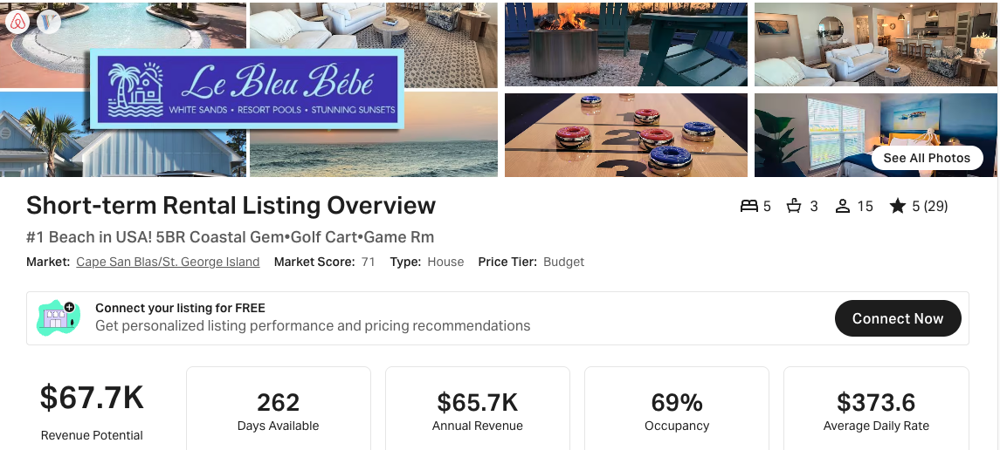 Le Bleu Bébé
WHITE SANDS • RESORT POOLS • STUNNING SUNSETS
1
2
3
See All Photos
Short-term Rental Listing Overview
5 3 15 5 (29)
#1 Beach in USA! 5BR Coastal Gem•Golf Cart•Game Rm
Market: Cape San Blas/St. George Island Market Score: 71 Type: House Price Tier: Budget
Connect your listing for FREE
Get personalized listing performance and pricing recommendations
Connect Now
$67.7K
Revenue Potential
262
Days Available
$65.7K
Annual Revenue
69%
Occupancy
$373.6
Average Daily Rate